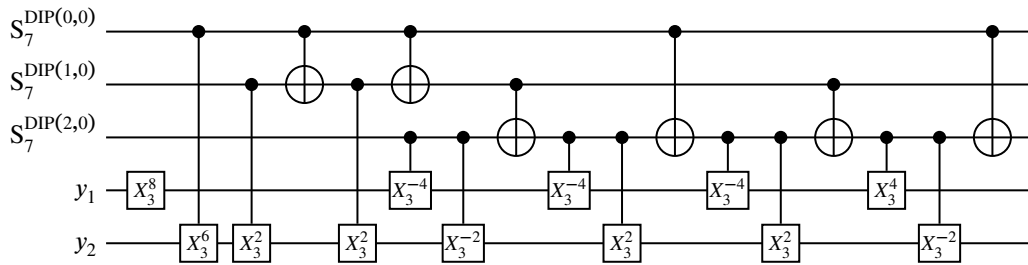 S_7^{DIP(0,0)}
S_7^{DIP(1,0)}
S_7^{DIP(2,0)}
y_1 X_3^8 X_3^{-4} X_3^{-4} X_3^{-4} X_3^4
y_2 X_3^6 X_3^2 X_3^2 X_3^{-2} X_3^2 X_3^2 X_3^{-2}